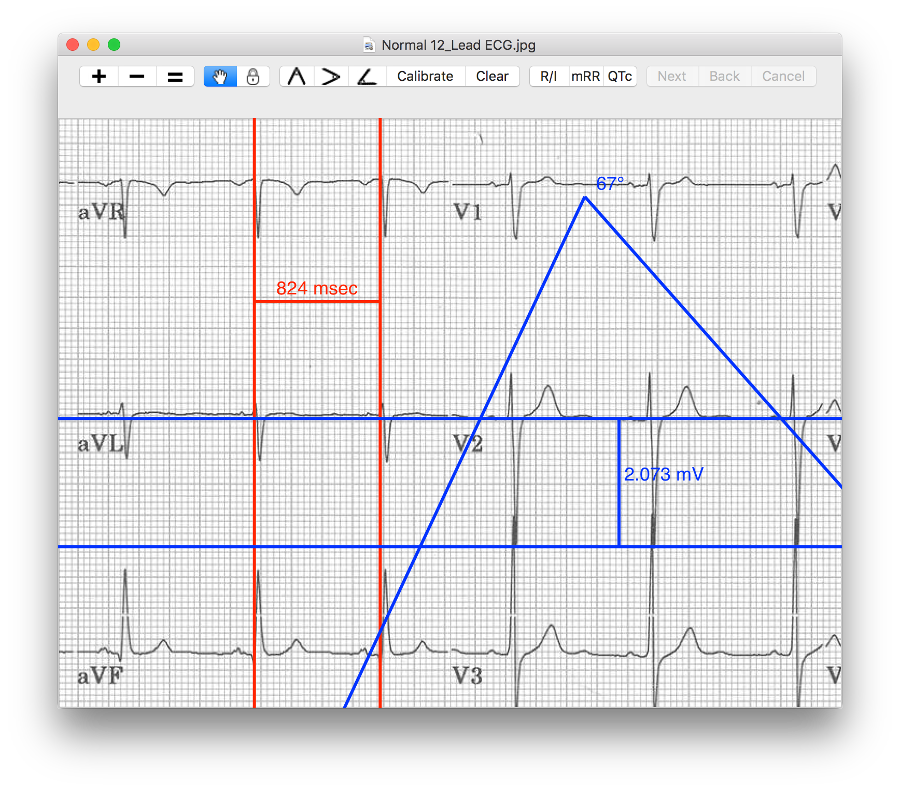 Normal 12_Lead ECG.jpg
Calibrate Clear R/I mRR QTc Next Back Cancel
aVR V1 67° V
824 msec
aVL V2 V
2.073 mV
aVF V3 V